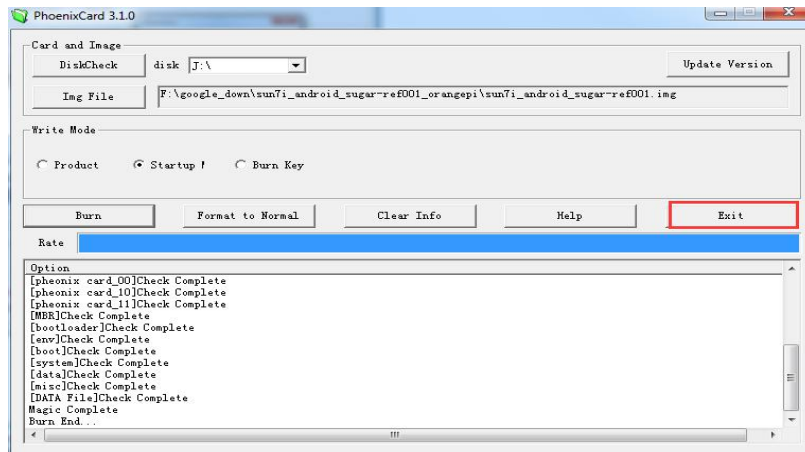 PhoenixCard 3.1.0
Card and Image
DiskCheck disk J:\ Update Version
Img File F:\google_down\sun7i_android_sugar-ref001_orangepi\sun7i_android_sugar-ref001.img
Write Mode
Product Startup ! Burn Key
Burn Format to Normal Clear Info Help Exit
Rate
Option
[pheonix card_00]Check Complete
[pheonix card_10]Check Complete
[pheonix card_11]Check Complete
[MBR]Check Complete
[bootloader]Check Complete
[env]Check Complete
[boot]Check Complete
[system]Check Complete
[data]Check Complete
[misc]Check Complete
[DATA File]Check Complete
Magic Complete
Burn End...